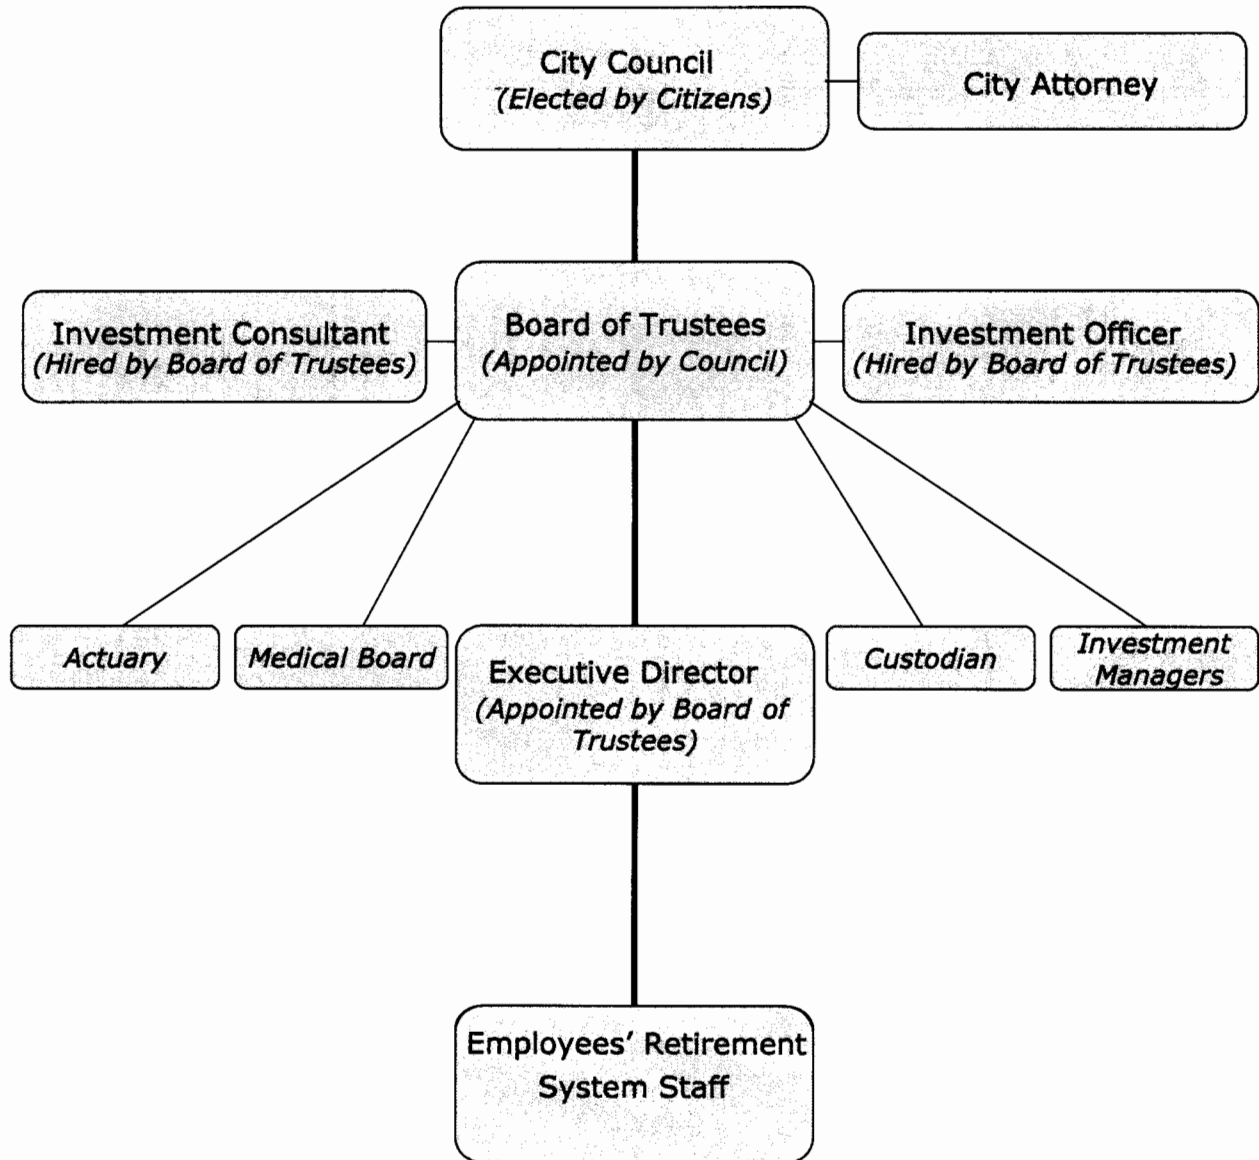 City Council
(Elected by Citizens)
City Attorney
Board of Trustees
(Appointed by Council)
Investment Consultant
(Hired by Board of Trustees)
Investment Officer
(Hired by Board of Trustees)
Actuary
Medical Board
Executive Director
(Appointed by Board of
Trustees)
Custodian
Investment
Managers
Employees’ Retirement
System Staff